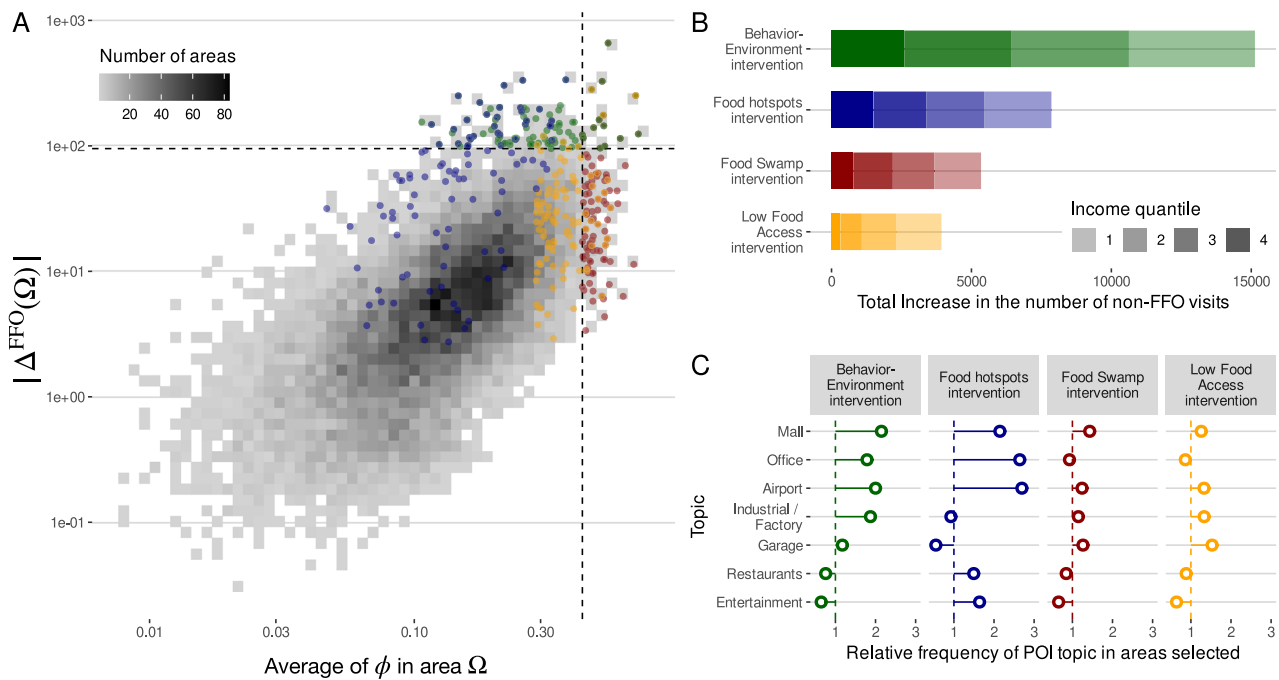 A
1e+03
1e+02
1e+01
1e+00
1e-01
Number of areas
20 40 60 80
|Δ^FFO(Ω)|
0.01 0.03 0.10 0.30
Average of ϕ in area Ω
B
Behavior-
Environment
intervention
Food hotspots
intervention
Food Swamp
intervention
Low Food
Access
intervention
Income quantile
1 2 3 4
0 5000 10000 15000
Total Increase in the number of non-FFO visits
C
Behavior-
Environment
intervention
Food hotspots
intervention
Food Swamp
intervention
Low Food
Access
intervention
Topic
Mall
Office
Airport
Industrial /
Factory
Garage
Restaurants
Entertainment
1 2 3 1 2 3 1 2 3 1 2 3
Relative frequency of POI topic in areas selected